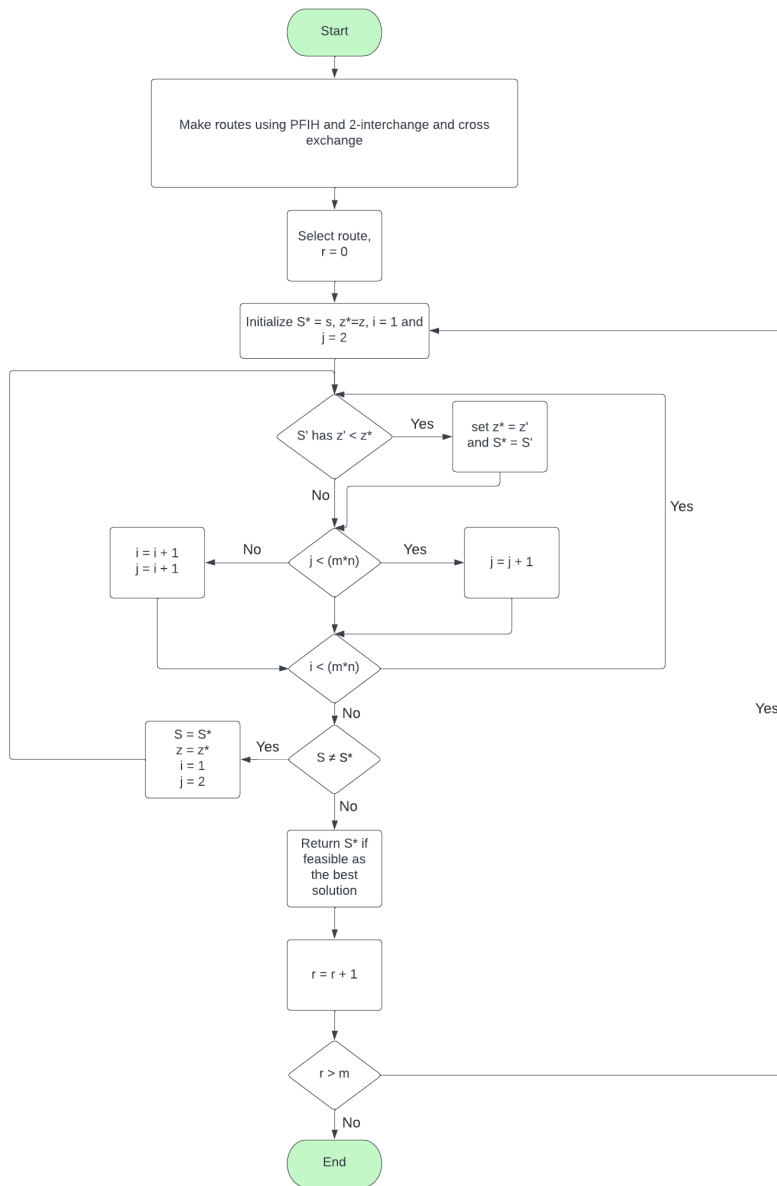 Start
Make routes using PFIH and 2-interchange and cross
exchange
Select route,
r = 0
Initialize S* = s, z*=z, i = 1 and
j = 2
S' has z' < z*
Yes
set z* = z'
and S* = S'
No
Yes
i = i + 1
j = i + 1
No
j < (m*n)
Yes
j = j + 1
i < (m*n)
No
Yes
S = S*
z = z*
i = 1
j = 2
Yes
S ≠ S*
No
Return S* if
feasible as
the best
solution
r = r + 1
r > m
No
End